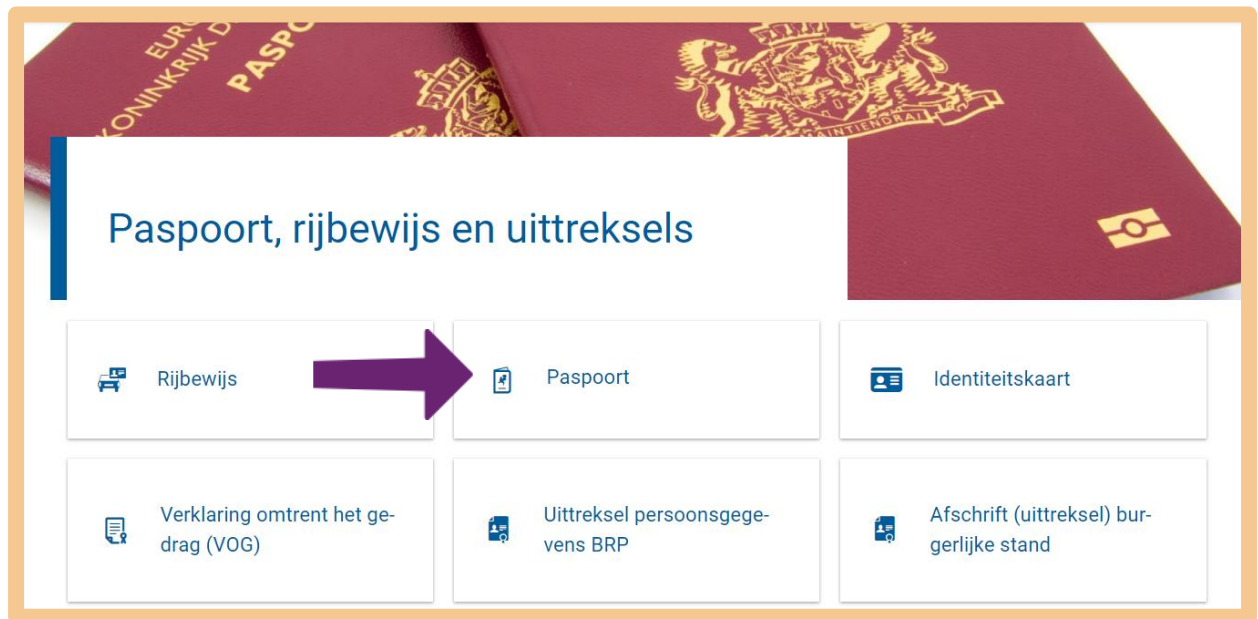 KONINKRIJK D
PASPO
MAINTIENDRAI
Paspoort, rijbewijs en uittreksels
Rijbewijs
Paspoort
Identiteitskaart
Verklaring omtrent het ge-
drag (VOG)
Uittreksel persoonsgege-
vens BRP
Afschrift (uittreksel) bur-
gerlijke stand